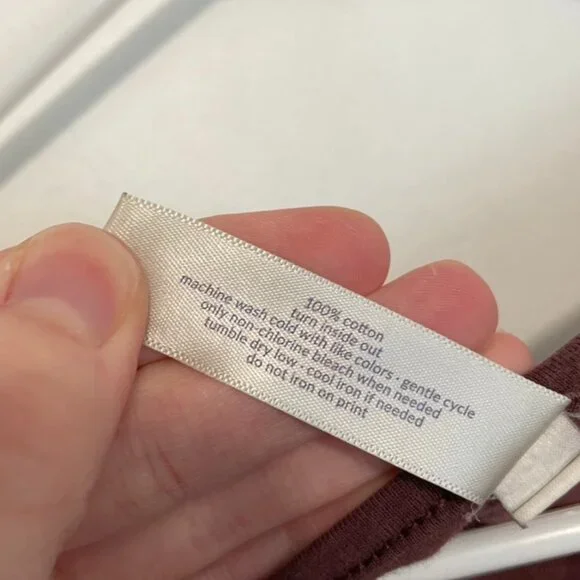 100% cotton
turn inside out
machine wash cold with like colors · gentle cycle
only non-chlorine bleach when needed
tumble dry low · cool iron if needed
do not iron on print